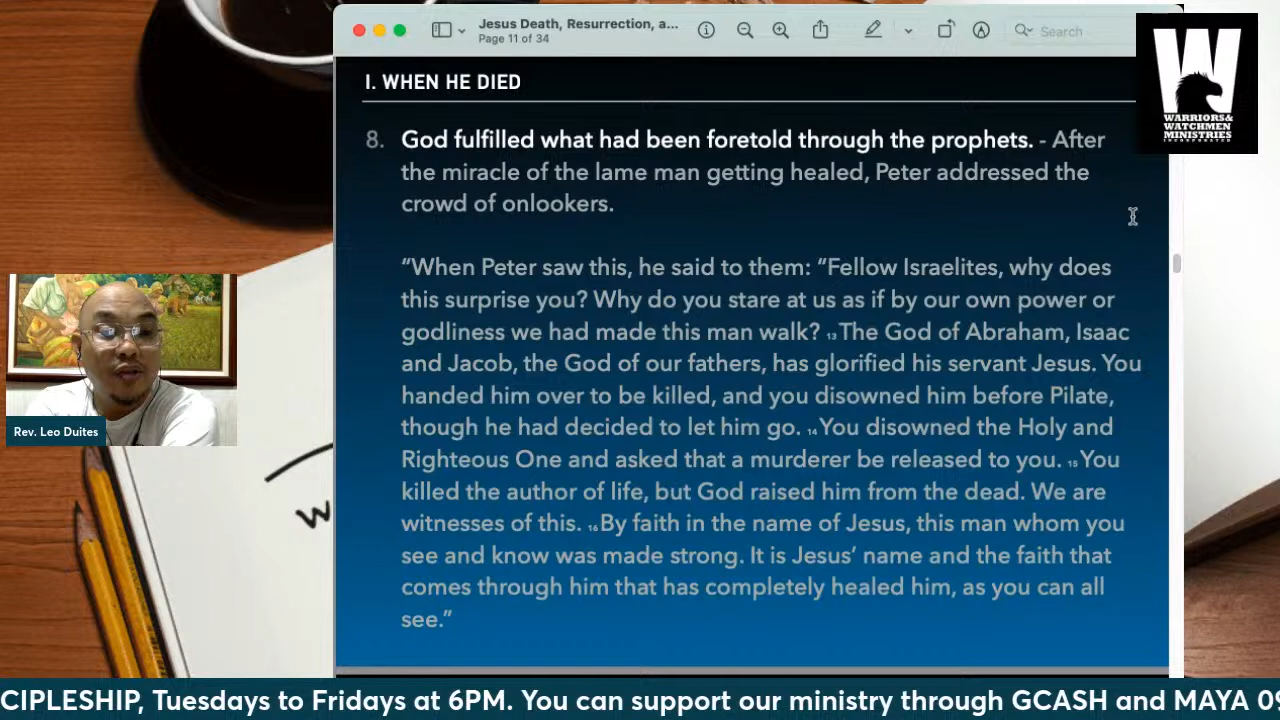 Jesus Death, Resurrection, a...
Page 11 of 34
Search
W
WARRIORS&
WATCHMEN
MINISTRIES
INCORPORATED
I. WHEN HE DIED
8. God fulfilled what had been foretold through the prophets. - After
the miracle of the lame man getting healed, Peter addressed the
crowd of onlookers.
“When Peter saw this, he said to them: “Fellow Israelites, why does
this surprise you? Why do you stare at us as if by our own power or
godliness we had made this man walk? 13 The God of Abraham, Isaac
and Jacob, the God of our fathers, has glorified his servant Jesus. You
handed him over to be killed, and you disowned him before Pilate,
though he had decided to let him go. 14 You disowned the Holy and
Righteous One and asked that a murderer be released to you. 15 You
killed the author of life, but God raised him from the dead. We are
witnesses of this. 16 By faith in the name of Jesus, this man whom you
see and know was made strong. It is Jesus’ name and the faith that
comes through him that has completely healed him, as you can all
see.”
Rev. Leo Duites
W
CIPLESHIP, Tuesdays to Fridays at 6PM. You can support our ministry through GCASH and MAYA 09